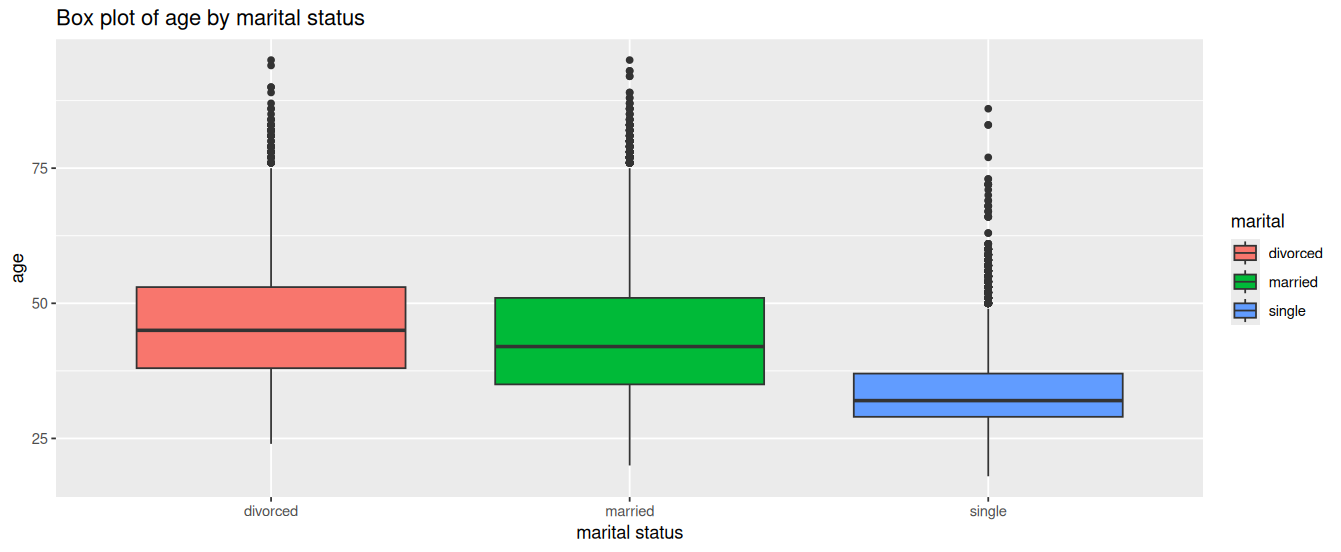 Box plot of age by marital status
75
50
25
age
divorced
married
single
marital status
marital
divorced
married
single